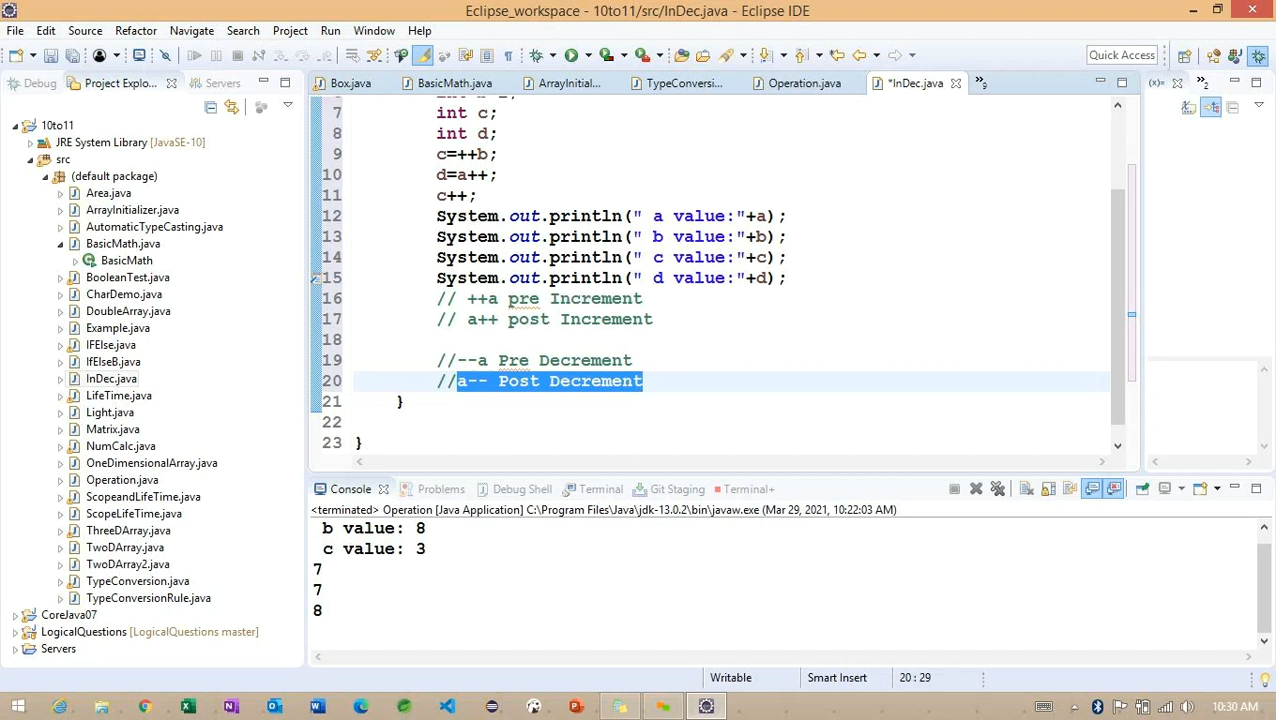 Eclipse_workspace - 10to11/src/InDec.java - Eclipse IDE
File Edit Source Refactor Navigate Search Project Run Window Help
Quick Access
Debug Project Explo... Servers
Box.java BasicMath.java ArrayInitial... TypeConversi... Operation.java *InDec.java »9 (x)= »2
10to11
JRE System Library [JavaSE-10]
src
(default package)
Area.java
ArrayInitializer.java
AutomaticTypeCasting.java
BasicMath.java
BasicMath
BooleanTest.java
CharDemo.java
DoubleArray.java
Example.java
IFElse.java
IfElseB.java
InDec.java
LifeTime.java
Light.java
Matrix.java
NumCalc.java
OneDimensionalArray.java
Operation.java
ScopeandLifeTime.java
ScopeLifeTime.java
ThreeDArray.java
TwoDArray.java
TwoDArray2.java
TypeConversion.java
TypeConversionRule.java
CoreJava07
LogicalQuestions [LogicalQuestions master]
Servers
7 int c;
8 int d;
9 c=++b;
10 d=a++;
11 c++;
12 System.out.println(" a value:"+a);
13 System.out.println(" b value:"+b);
14 System.out.println(" c value:"+c);
15 System.out.println(" d value:"+d);
16 // ++a pre Increment
17 // a++ post Increment
18
19 //--a Pre Decrement
20 //a-- Post Decrement
21 }
22
23 }
Console Problems Debug Shell Terminal Git Staging Terminal+
<terminated> Operation [Java Application] C:\Program Files\Java\jdk-13.0.2\bin\javaw.exe (Mar 29, 2021, 10:22:03 AM)
b value: 8
c value: 3
7
7
8
Writable Smart Insert 20 : 29
10:30 AM